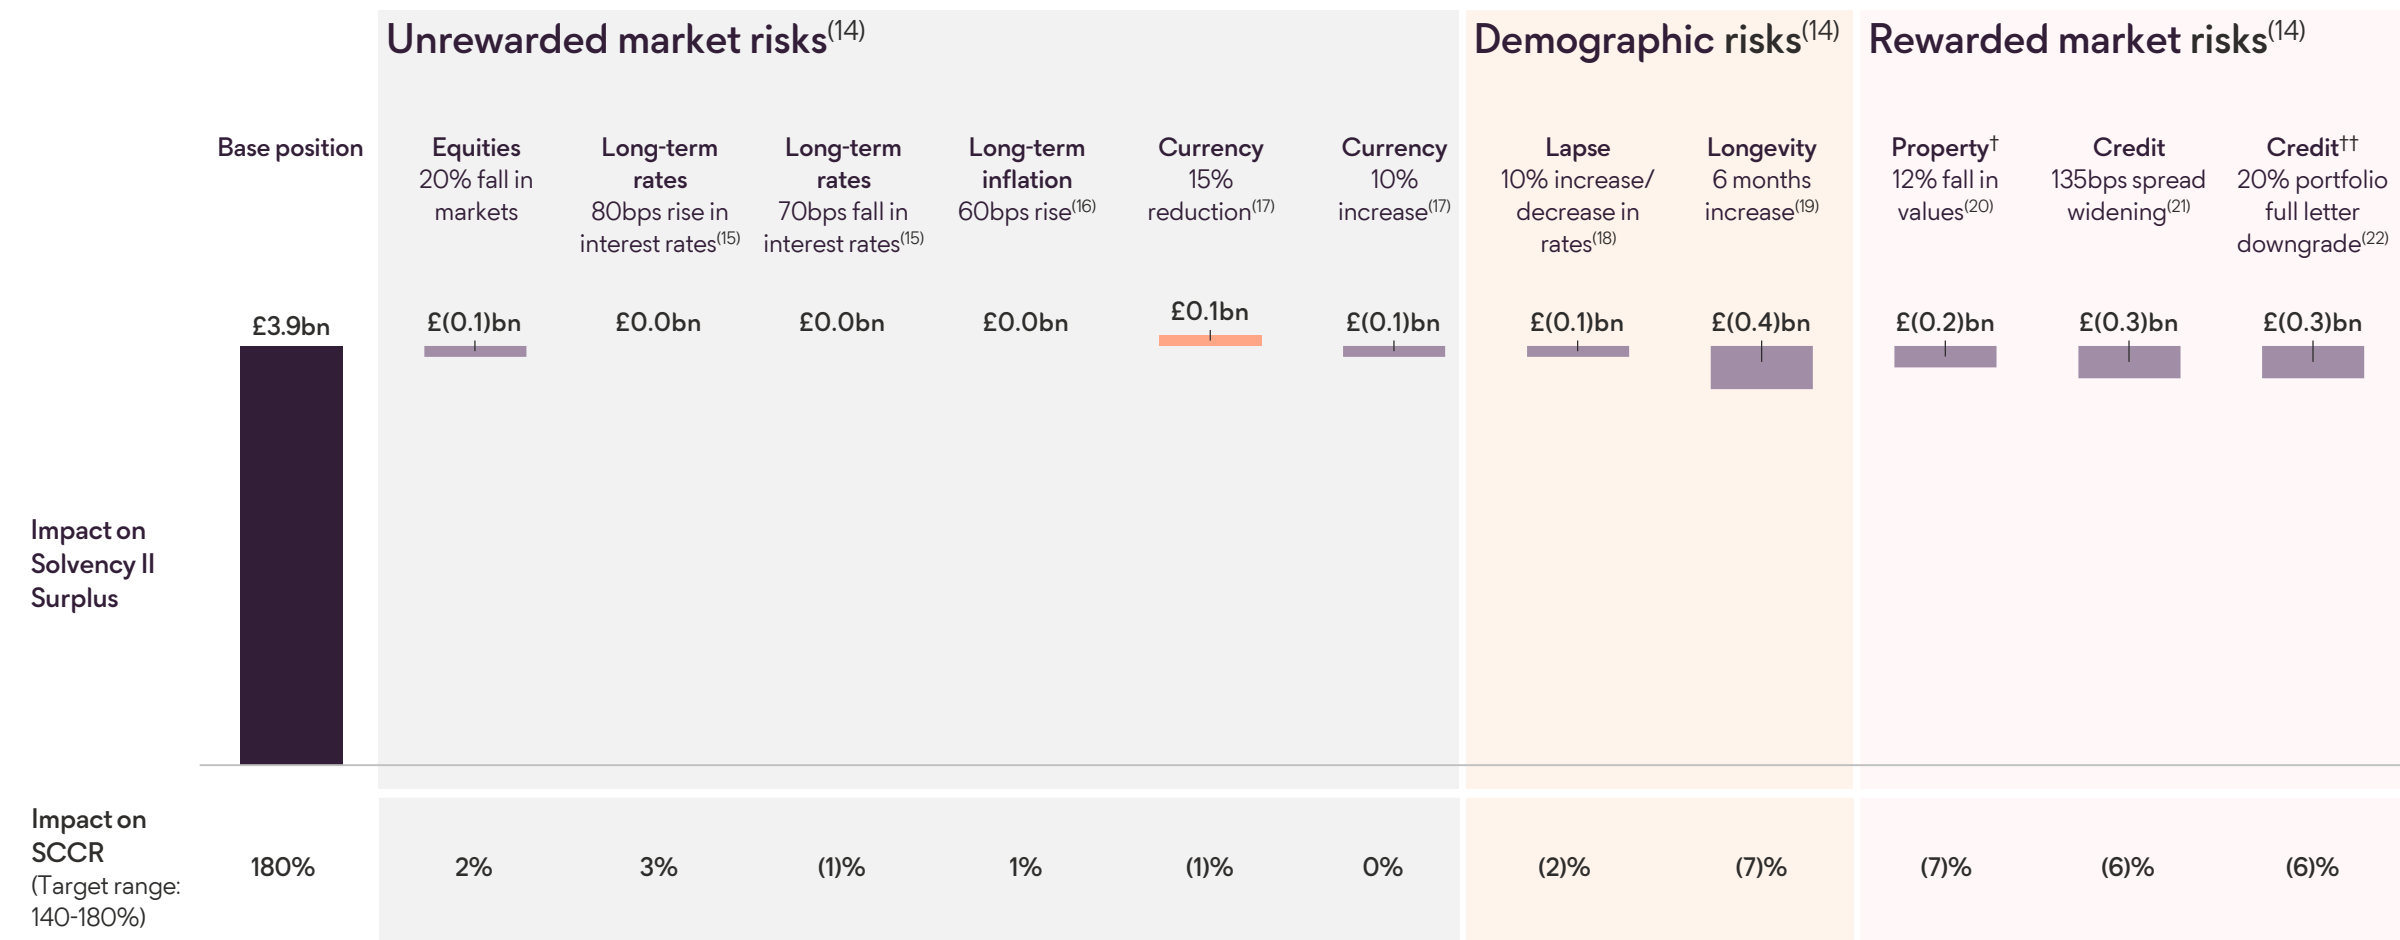 Unrewarded market risks(14)
Demographic risks(14)
Rewarded market risks(14)
Base position
Equities
20% fall in
markets
Long-term
rates
80bps rise in
interest rates(15)
Long-term
rates
70bps fall in
interest rates(15)
Long-term
inflation
60bps rise(16)
Currency
15%
reduction(17)
Currency
10%
increase(17)
Lapse
10% increase/
decrease in
rates(18)
Longevity
6 months
increase(19)
Property†
12% fall in
values(20)
Credit
135bps spread
widening(21)
Credit††
20% portfolio
full letter
downgrade(22)
Impact on
Solvency II
Surplus
£3.9bn
£(0.1)bn
£0.0bn
£0.0bn
£0.0bn
£0.1bn
£(0.1)bn
£(0.1)bn
£(0.4)bn
£(0.2)bn
£(0.3)bn
£(0.3)bn
Impact on
SCCR
(Target range:
140-180%)
180%
2%
3%
(1)%
1%
(1)%
0%
(2)%
(7)%
(7)%
(6)%
(6)%